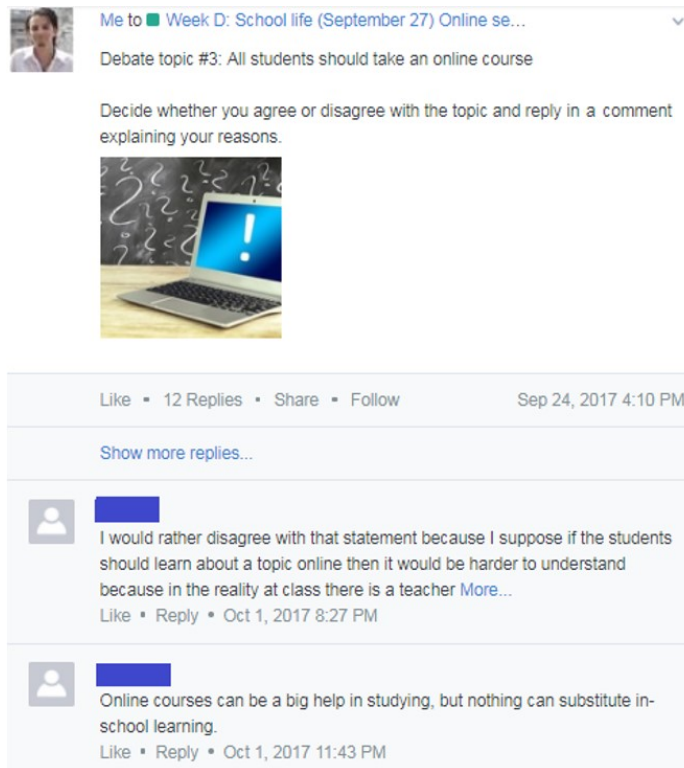 Me to Week D: School life (September 27) Online se...
Debate topic #3: All students should take an online course
Decide whether you agree or disagree with the topic and reply in a comment
explaining your reasons.
Like ▪ 12 Replies ▪ Share ▪ Follow Sep 24, 2017 4:10 PM
Show more replies...
I would rather disagree with that statement because I suppose if the students
should learn about a topic online then it would be harder to understand
because in the reality at class there is a teacher More...
Like ▪ Reply ▪ Oct 1, 2017 8:27 PM
Online courses can be a big help in studying, but nothing can substitute in-
school learning.
Like ▪ Reply ▪ Oct 1, 2017 11:43 PM